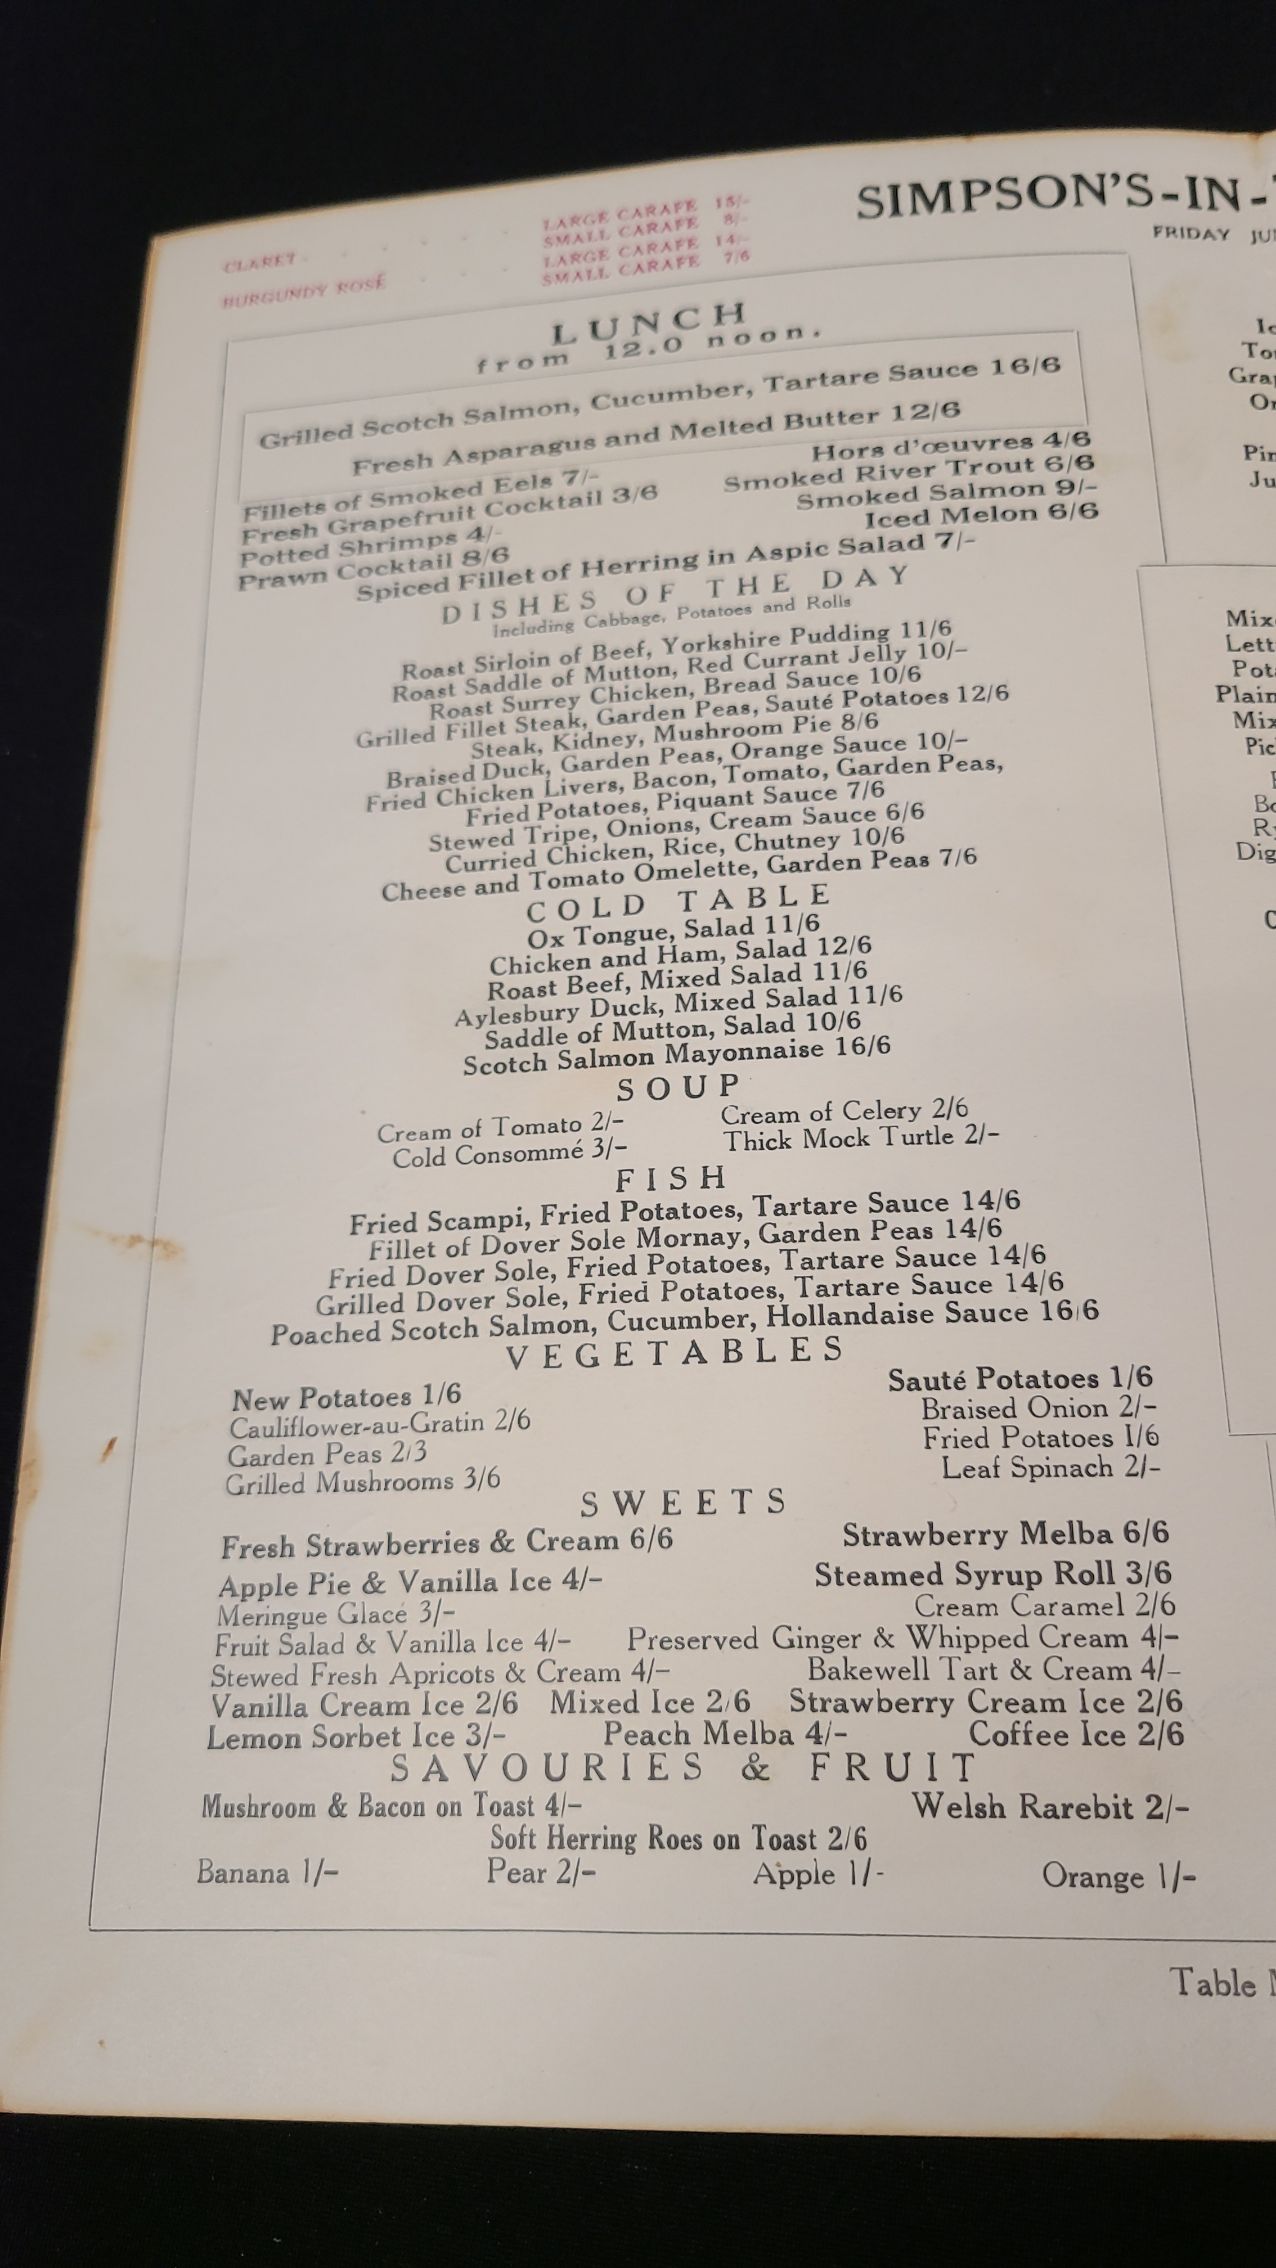 SIMPSON'S-IN-
FRIDAY JU
CLARET . . . . LARGE CARAFE 15/-
SMALL CARAFE 8/-
BURGUNDY ROSÉ . . . LARGE CARAFE 14/-
SMALL CARAFE 7/6
LUNCH
from 12.0 noon.
Grilled Scotch Salmon, Cucumber, Tartare Sauce 16/6
Fresh Asparagus and Melted Butter 12/6
Fillets of Smoked Eels 7/- Hors d'œuvres 4/6
Fresh Grapefruit Cocktail 3/6 Smoked River Trout 6/6
Potted Shrimps 4/- Smoked Salmon 9/-
Prawn Cocktail 8/6 Iced Melon 6/6
Spiced Fillet of Herring in Aspic Salad 7/-
DISHES OF THE DAY
Including Cabbage, Potatoes and Rolls
Roast Sirloin of Beef, Yorkshire Pudding 11/6
Roast Saddle of Mutton, Red Currant Jelly 10/-
Roast Surrey Chicken, Bread Sauce 10/6
Grilled Fillet Steak, Garden Peas, Sauté Potatoes 12/6
Steak, Kidney, Mushroom Pie 8/6
Braised Duck, Garden Peas, Orange Sauce 10/-
Fried Chicken Livers, Bacon, Tomato, Garden Peas,
Fried Potatoes, Piquant Sauce 7/6
Stewed Tripe, Onions, Cream Sauce 6/6
Curried Chicken, Rice, Chutney 10/6
Cheese and Tomato Omelette, Garden Peas 7/6
COLD TABLE
Ox Tongue, Salad 11/6
Chicken and Ham, Salad 12/6
Roast Beef, Mixed Salad 11/6
Aylesbury Duck, Mixed Salad 11/6
Saddle of Mutton, Salad 10/6
Scotch Salmon Mayonnaise 16/6
SOUP
Cream of Tomato 2/- Cream of Celery 2/6
Cold Consommé 3/- Thick Mock Turtle 2/-
FISH
Fried Scampi, Fried Potatoes, Tartare Sauce 14/6
Fillet of Dover Sole Mornay, Garden Peas 14/6
Fried Dover Sole, Fried Potatoes, Tartare Sauce 14/6
Grilled Dover Sole, Fried Potatoes, Tartare Sauce 14/6
Poached Scotch Salmon, Cucumber, Hollandaise Sauce 16/6
VEGETABLES
New Potatoes 1/6 Sauté Potatoes 1/6
Cauliflower-au-Gratin 2/6 Braised Onion 2/-
Garden Peas 2/3 Fried Potatoes 1/6
Grilled Mushrooms 3/6 Leaf Spinach 2/-
SWEETS
Fresh Strawberries & Cream 6/6 Strawberry Melba 6/6
Apple Pie & Vanilla Ice 4/- Steamed Syrup Roll 3/6
Meringue Glacé 3/- Cream Caramel 2/6
Fruit Salad & Vanilla Ice 4/- Preserved Ginger & Whipped Cream 4/-
Stewed Fresh Apricots & Cream 4/- Bakewell Tart & Cream 4/-
Vanilla Cream Ice 2/6 Mixed Ice 2/6 Strawberry Cream Ice 2/6
Lemon Sorbet Ice 3/- Peach Melba 4/- Coffee Ice 2/6
SAVOURIES & FRUIT
Mushroom & Bacon on Toast 4/- Welsh Rarebit 2/-
Soft Herring Roes on Toast 2/6
Banana 1/- Pear 2/- Apple 1/- Orange 1/-
Ic
To
Gra
Or
Pin
Ju
Mix
Lett
Pot
Plain
Mix
Pic
Bo
R
Dig
Table